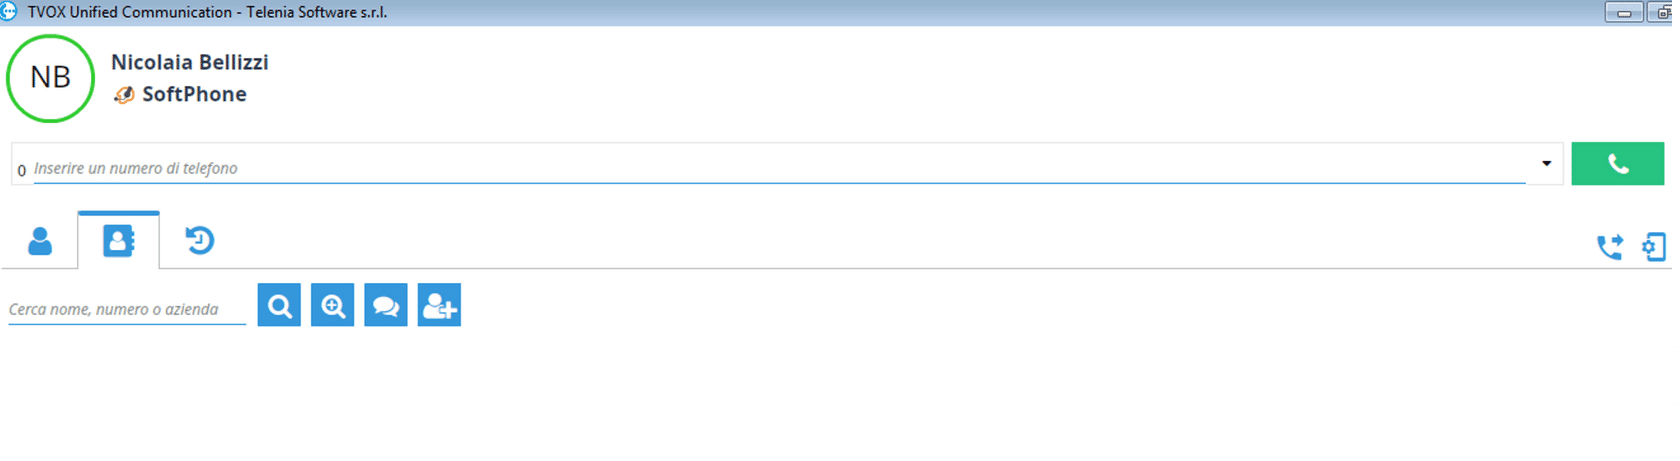 TVOX Unified Communication - Telenia Software s.r.l.
NB
Nicolaia Bellizzi
SoftPhone
0 Inserire un numero di telefono
Cerca nome, numero o azienda